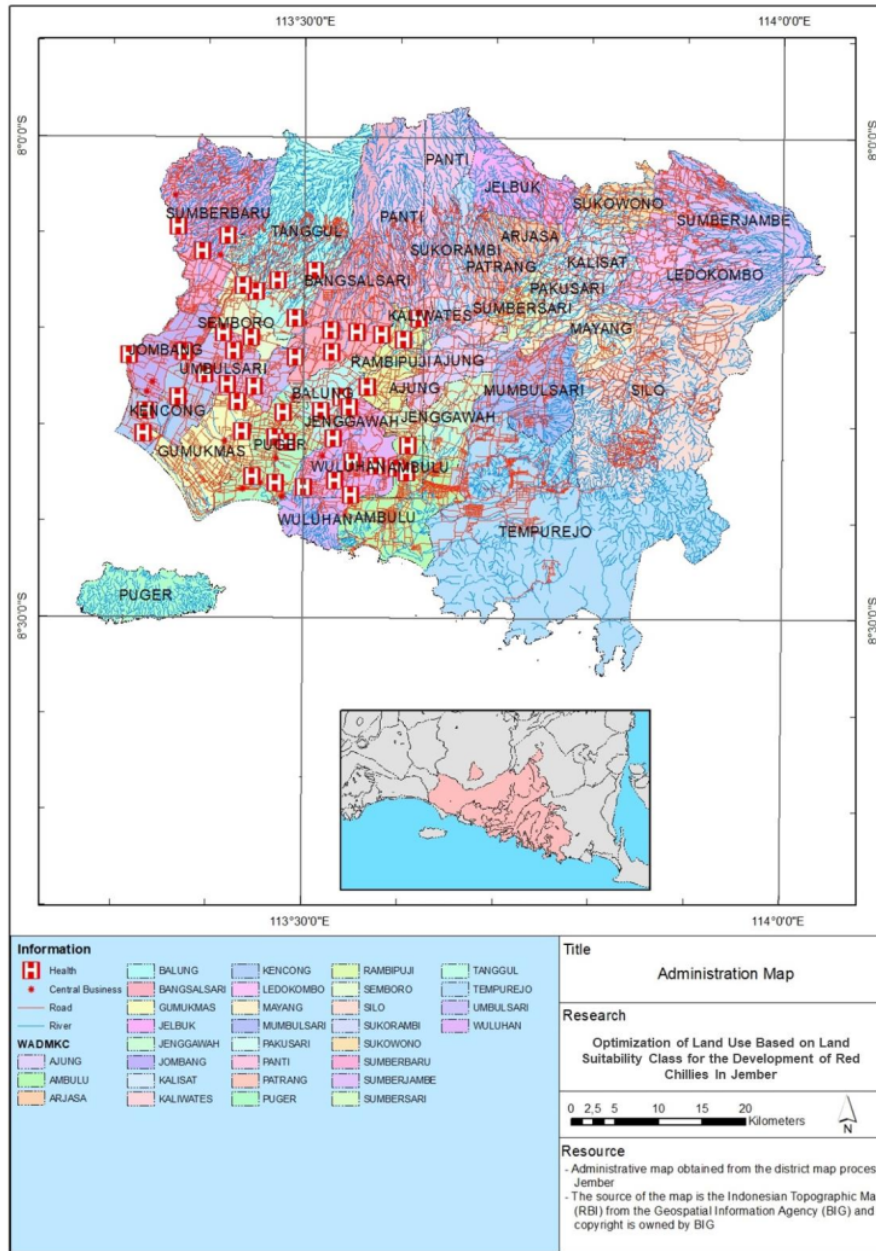 113°30'0"E
114°0'0"E
8°0'0"S
8°0'0"S
PANTI
JELBUK
SUKOWONO
SUMBERBARU
PANTI
SUMBERJAMBE
TANGGUL
ARJASA
SUKORAMBI
PATRANG
KALISAT
LEDOKOMBO
BANGSALSARI
PAKUSARI
SUMBERSARI
KALIWATES
SEMBORO
MAYANG
JOMBANG
RAMBIPUJI
AJUNG
UMBULSARI
SILO
BALUNG
AJUNG
MUMBULSARI
KENCONG
JENGGAWAH
JENGGAWAH
PUGER
GUMUKMAS
WULUHAN
AMBULU
WULUHAN
AMBULU
TEMPUREJO
PUGER
8°30'0"S
8°30'0"S
113°30'0"E
114°0'0"E
Information
H Health
Central Business
Road
River
WADMKC
AJUNG
AMBULU
ARJASA
BALUNG
BANGSALSARI
GUMUKMAS
JELBUK
JENGGAWAH
JOMBANG
KALISAT
KALIWATES
KENCONG
LEDOKOMBO
MAYANG
MUMBULSARI
PAKUSARI
PANTI
PATRANG
PUGER
RAMBIPUJI
SEMBORO
SILO
SUKORAMBI
SUKOWONO
SUMBERBARU
SUMBERJAMBE
SUMBERSARI
TANGGUL
TEMPUREJO
UMBULSARI
WULUHAN
Title
Administration Map
Research
Optimization of Land Use Based on Land
Suitability Class for the Development of Red
Chillies In Jember
0 2,5 5 10 15 20
Kilometers
N
Resource
- Administrative map obtained from the district map proces
Jember
- The source of the map is the Indonesian Topographic Ma
(RBI) from the Geospatial Information Agency (BIG) and
copyright is owned by BIG